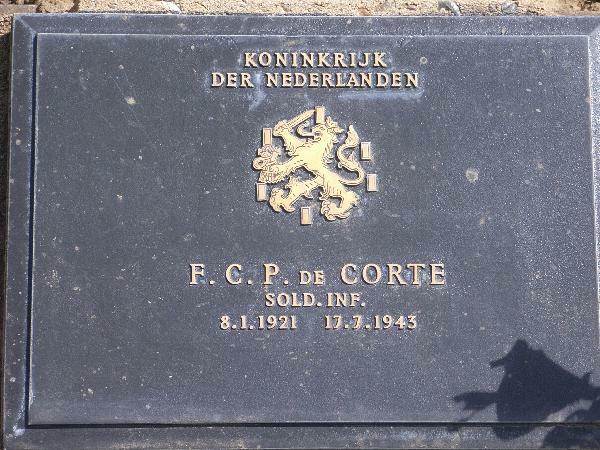 KONINKRIJK
DER NEDERLANDEN
F. C. P. DE CORTE
SOLD. INF.
8.1.1921 17.7.1943